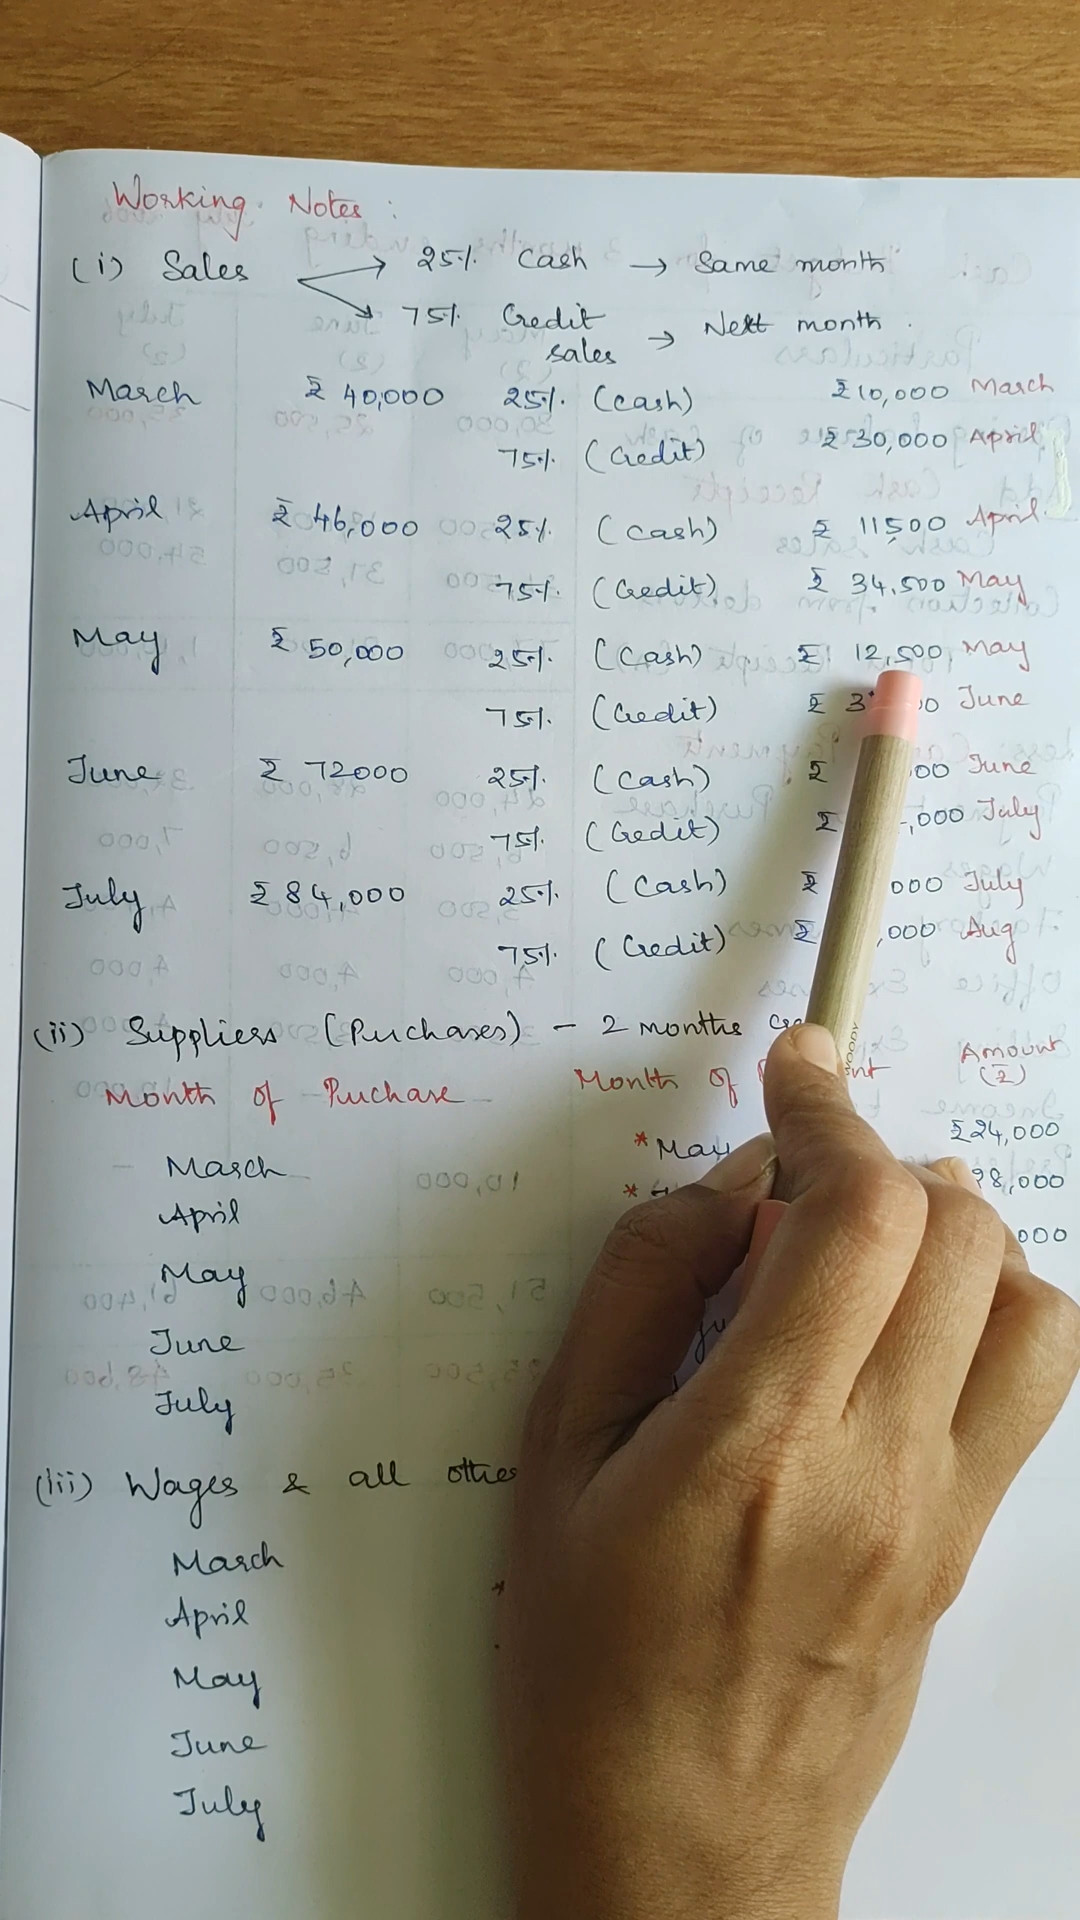 Working Notes :
(i) Sales → 25% Cash → Same month
→ 75% Credit sales → Next month.
March ₹ 40,000 25% (Cash) ₹10,000 March
75% (Credit) ₹30,000 April
April ₹ 46,000 25% (Cash) ₹ 11,500 April
75% (Credit) ₹ 34,500 May
May ₹ 50,000 25% (Cash) ₹ 12,500 May
75% (Credit) ₹ June
June ₹ 72000 25% (Cash) ₹ June
75% (Credit) ₹ July
July ₹ 84,000 25% (Cash) ₹ July
75% (Credit) ₹ Aug
(ii) Suppliers (Purchases) - 2 months
Month of Purchase Month of Amount (₹)
March * May ₹24,000
April *
May
June
July
(iii) Wages & all other
March
April
May
June
July
WOODY